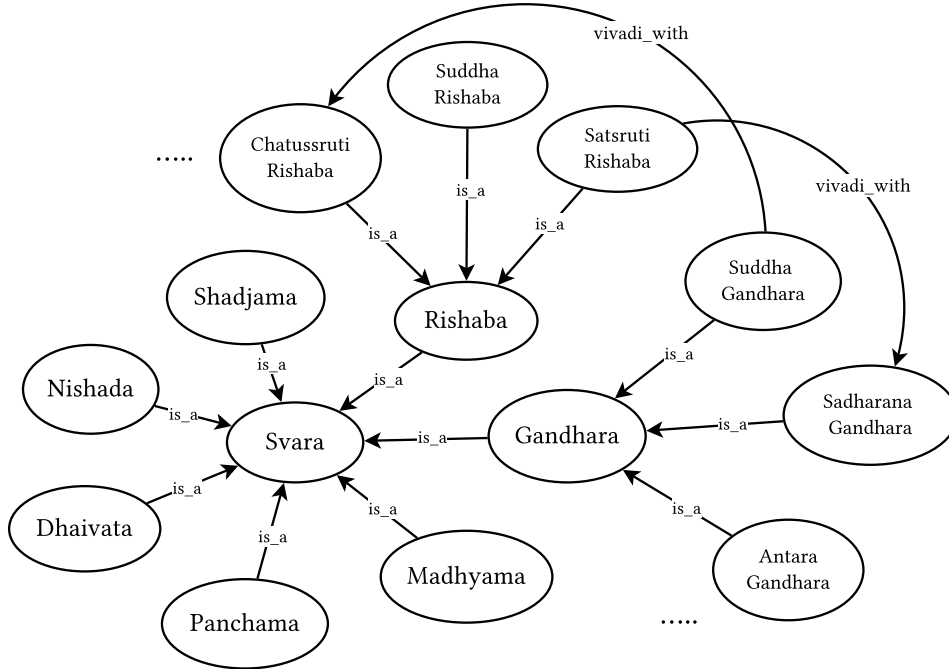 vivadi_with
Suddha
Rishaba
Chatussruti
Rishaba
Satsruti
Rishaba
.....
is_a
vivadi_with
is_a
is_a
Suddha
Gandhara
Shadjama
Rishaba
is_a
is_a
is_a
Nishada
is_a
Sadharana
Gandhara
is_a
Svara
is_a
Gandhara
is_a
is_a
is_a
is_a
Dhaivata
is_a
Madhyama
Antara
Gandhara
Panchama
.....